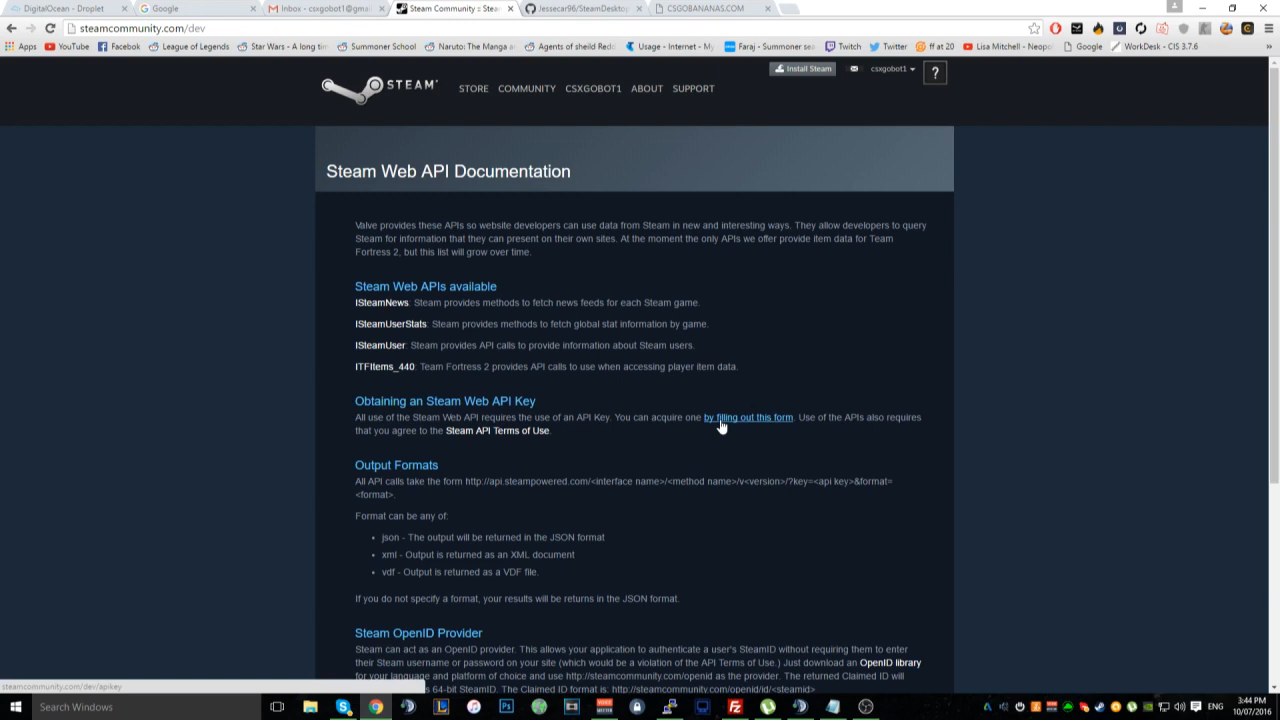 DigitalOcean - Droplet
Google
Inbox - csxgobot1@gmai
Steam Community :: Stea
Jessecar96/SteamDesktop
CSGOBANANAS.COM
steamcommunity.com/dev
Apps
YouTube
Facebook
League of Legends
Star Wars - A long tim
Summoner School
Naruto: The Manga a
Agents of sheild Redd
Usage - Internet - My
Faraj - Summoner sea
Twitch
Twitter
ff at 20
Lisa Mitchell - Neopol
Google
WorkDesk - CIS 3.7.6
»
Install Steam
csxgobot1
?
STEAM
STORE COMMUNITY CSXGOBOT1 ABOUT SUPPORT
Steam Web API Documentation
Valve provides these APIs so website developers can use data from Steam in new and interesting ways. They allow developers to query
Steam for information that they can present on their own sites. At the moment the only APIs we offer provide item data for Team
Fortress 2, but this list will grow over time.
Steam Web APIs available
ISteamNews: Steam provides methods to fetch news feeds for each Steam game.
ISteamUserStats: Steam provides methods to fetch global stat information by game.
ISteamUser: Steam provides API calls to provide information about Steam users.
ITFItems_440: Team Fortress 2 provides API calls to use when accessing player item data.
Obtaining an Steam Web API Key
All use of the Steam Web API requires the use of an API Key. You can acquire one by filling out this form. Use of the APIs also requires
that you agree to the Steam API Terms of Use.
Output Formats
All API calls take the form http://api.steampowered.com/<interface name>/<method name>/v<version>/?key=<api key>&format=
<format>.
Format can be any of:
• json - The output will be returned in the JSON format
• xml - Output is returned as an XML document
• vdf - Output is returned as a VDF file.
If you do not specify a format, your results will be returns in the JSON format.
Steam OpenID Provider
Steam can act as an OpenID provider. This allows your application to authenticate a user's SteamID without requiring them to enter
their Steam username or password on your site (which would be a violation of the API Terms of Use.) Just download an OpenID library
for your language and platform of choice and use http://steamcommunity.com/openid as the provider. The returned Claimed ID will
s 64-bit SteamID. The Claimed ID format is: http://steamcommunity.com/openid/id/<steamid>
steamcommunity.com/dev/apikey
Search Windows
ENG
3:44 PM
10/07/2016